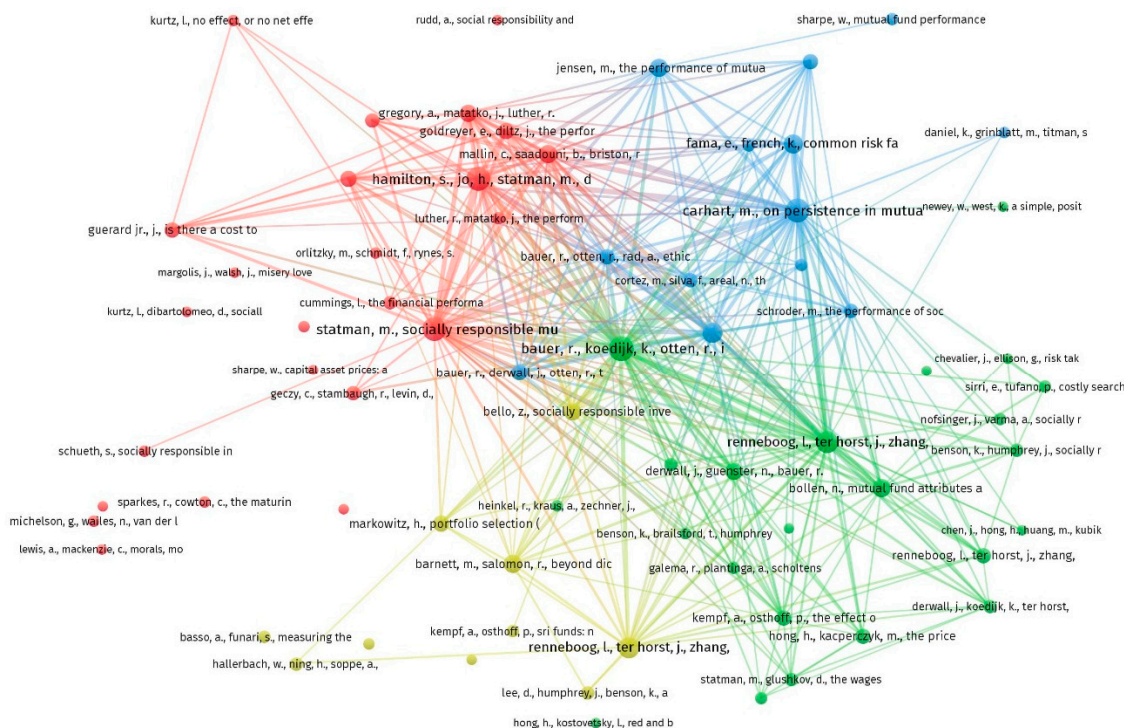 kurtz, l., no effect, or no net effe
rudd, a., social responsibility and
sharpe, w., mutual fund performance
jensen, m., the performance of mutua
gregory, a., matatko, j., luther, r.
goldreyer, e., diltz, j., the perfor
daniel, k., grinblatt, m., titman, s
fama, e., french, k., common risk fa
mallin, c., saadouni, b., briston, r
hamilton, s., jo, h., statman, m., d
newey, w., west, k., a simple, posit
carhart, m., on persistence in mutua
luther, r., matatko, j., the perform
guerard jr., j., is there a cost to
orlitzky, m., schmidt, f., rynes, s.
bauer, r., otten, r., rad, a., ethic
margolis, j., walsh, j., misery love
cortez, m., silva, f., areal, n., th
cummings, l., the financial performa
kurtz, l, dibartolomeo, d., sociall
schroder, m., the performance of soc
statman, m., socially responsible mu
bauer, r., koedijk, k., otten, r., i
chevalier, j., ellison, g., risk tak
sharpe, w., capital asset prices: a
bauer, r., derwall, j., otten, r., t
sirri, e., tufano, p., costly search
geczy, c., stambaugh, r., levin, d.,
bello, z., socially responsible inve
nofsinger, j., varma, a., socially r
renneboog, l., ter horst, j., zhang,
schueth, s., socially responsible in
benson, k., humphrey, j., socially r
derwall, j., guenster, n., bauer, r.
bollen, n., mutual fund attributes a
sparkes, r., cowton, c., the maturin
heinkel, r., kraus, a., zechner, j.,
michelson, g., wailes, n., van der l
markowitz, h., portfolio selection (
benson, k., brailsford, t., humphrey
chen, j., hong, h., huang, m., kubik
lewis, a., mackenzie, c., morals, mo
renneboog, l., ter horst, j., zhang,
barnett, m., salomon, r., beyond dic
galema, r., plantinga, a., scholtens
derwall, j., koedijk, k., ter horst,
kempf, a., osthoff, p., the effect o
kempf, a., osthoff, p., sri funds: n
basso, a., funari, s., measuring the
hong, h., kacperczyk, m., the price
renneboog, l., ter horst, j., zhang,
hallerbach, w., ning, h., soppe, a.,
statman, m., glushkov, d., the wages
lee, d., humphrey, j., benson, k., a
hong, h., kostovetsky, l, red and b